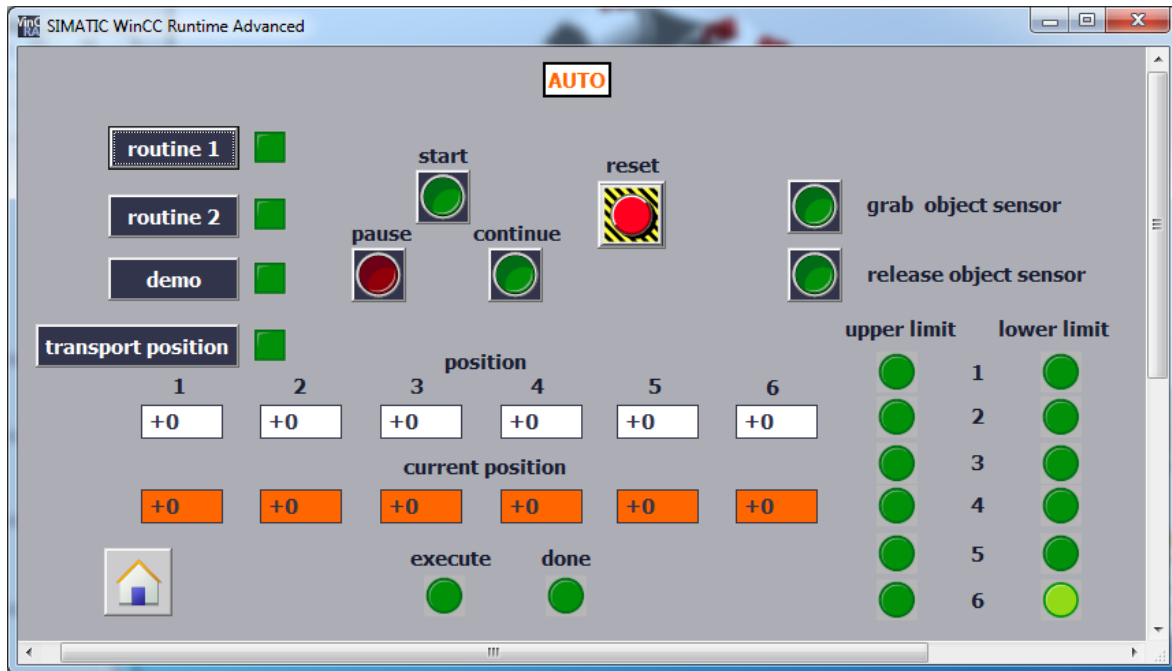 SIMATIC WinCC Runtime Advanced
AUTO
routine 1
routine 2
demo
transport position
start
pause
continue
reset
grab object sensor
release object sensor
upper limit lower limit
1
2
3
4
5
6
position
1 2 3 4 5 6
+0 +0 +0 +0 +0 +0
current position
+0 +0 +0 +0 +0 +0
execute done